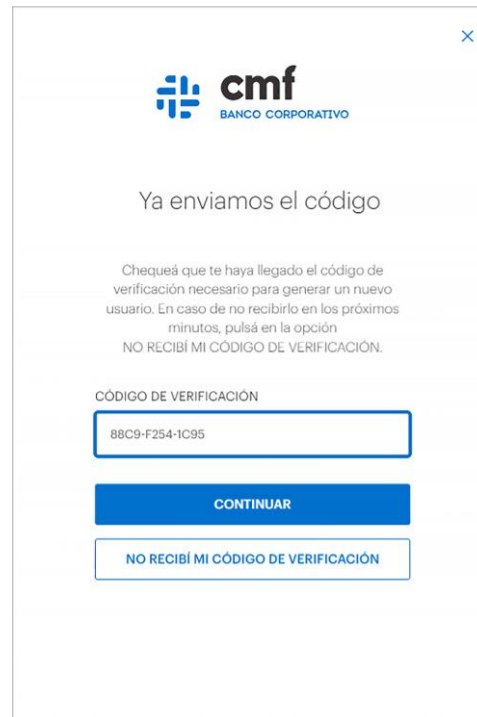 cmf
BANCO CORPORATIVO
Ya enviamos el código
Chequeá que te haya llegado el código de
verificación necesario para generar un nuevo
usuario. En caso de no recibirlo en los próximos
minutos, pulsá en la opción
NO RECIBÍ MI CÓDIGO DE VERIFICACIÓN.
CÓDIGO DE VERIFICACIÓN
88C9-F254-1C95
CONTINUAR
NO RECIBÍ MI CÓDIGO DE VERIFICACIÓN